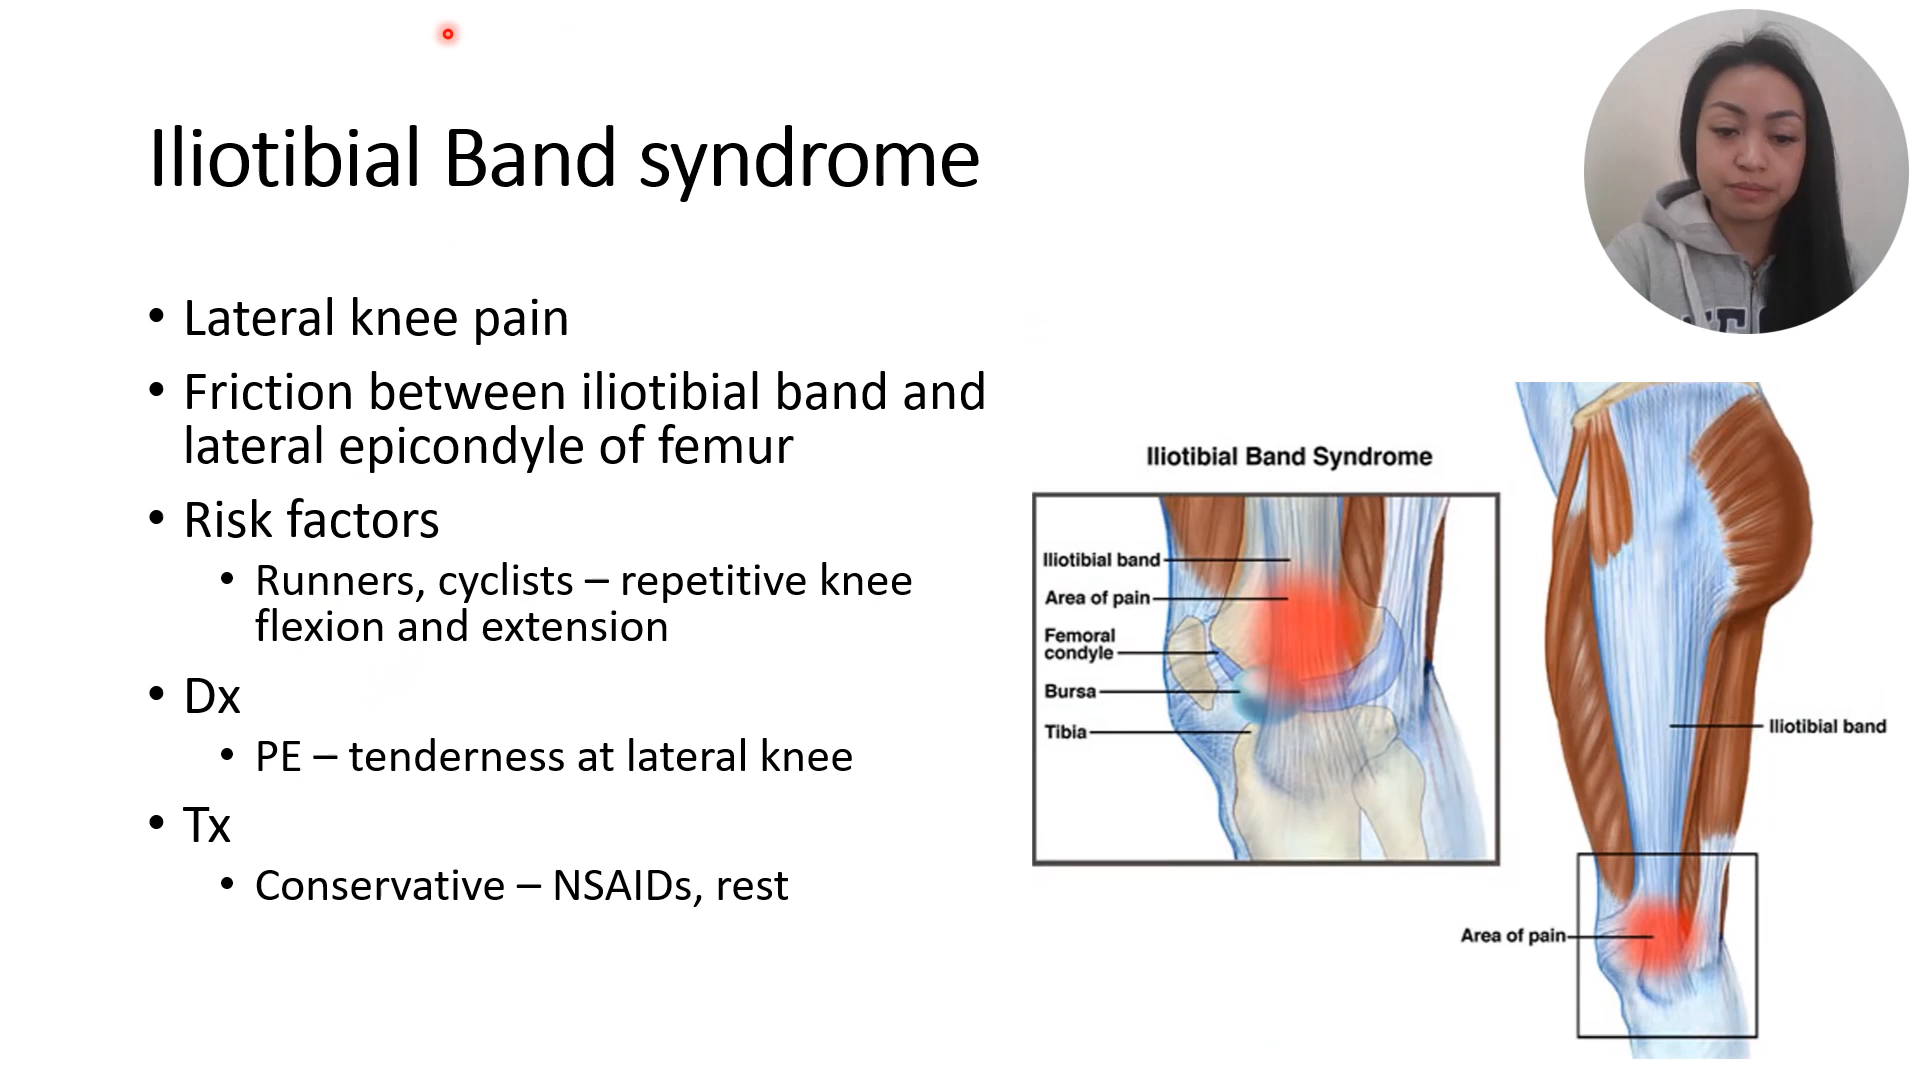 Iliotibial Band syndrome
• Lateral knee pain
• Friction between iliotibial band and
lateral epicondyle of femur
• Risk factors
• Runners, cyclists – repetitive knee
flexion and extension
• Dx
• PE – tenderness at lateral knee
• Tx
• Conservative – NSAIDs, rest
Iliotibial Band Syndrome
Iliotibial band
Area of pain
Femoral
condyle
Bursa
Tibia
Iliotibial band
Area of pain